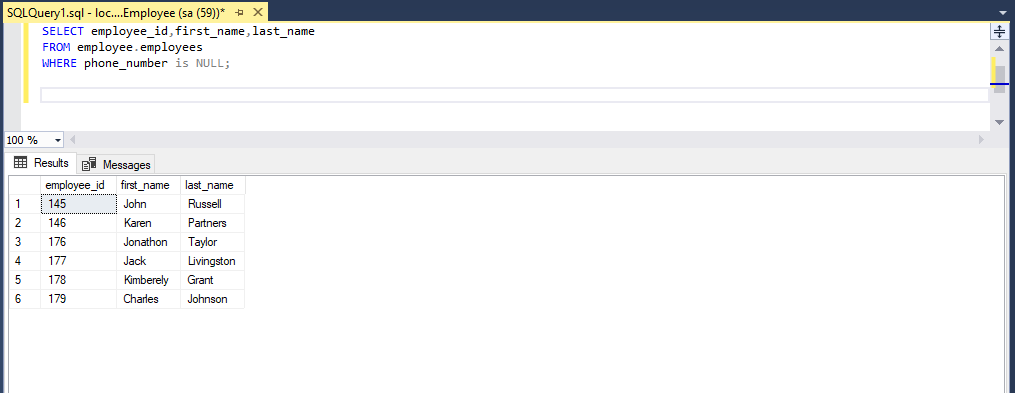 SQLQuery1.sql - loc....Employee (sa (59))*
SELECT employee_id,first_name,last_name
FROM employee.employees
WHERE phone_number is NULL;
100 %
Results Messages
employee_id first_name last_name
1 145 John Russell
2 146 Karen Partners
3 176 Jonathon Taylor
4 177 Jack Livingston
5 178 Kimberely Grant
6 179 Charles Johnson